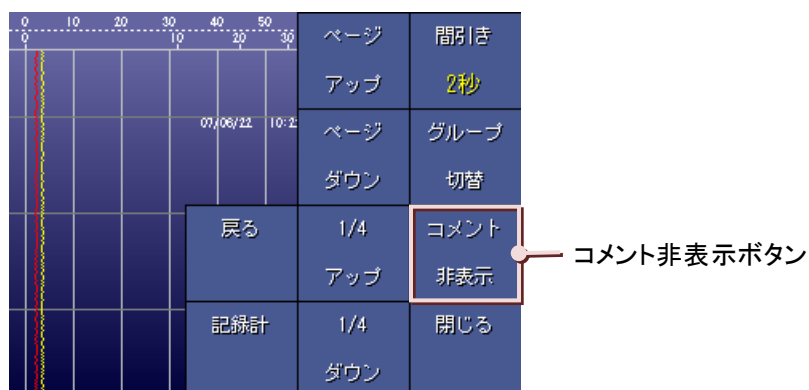 0 10 20 30 40 50
0 10 20 30
ページ
アップ
間引き
2秒
07/06/22 10:2
ページ
ダウン
グループ
切替
戻る
1/4
アップ
コメント
非表示
コメント非表示ボタン
記録計
1/4
ダウン
閉じる